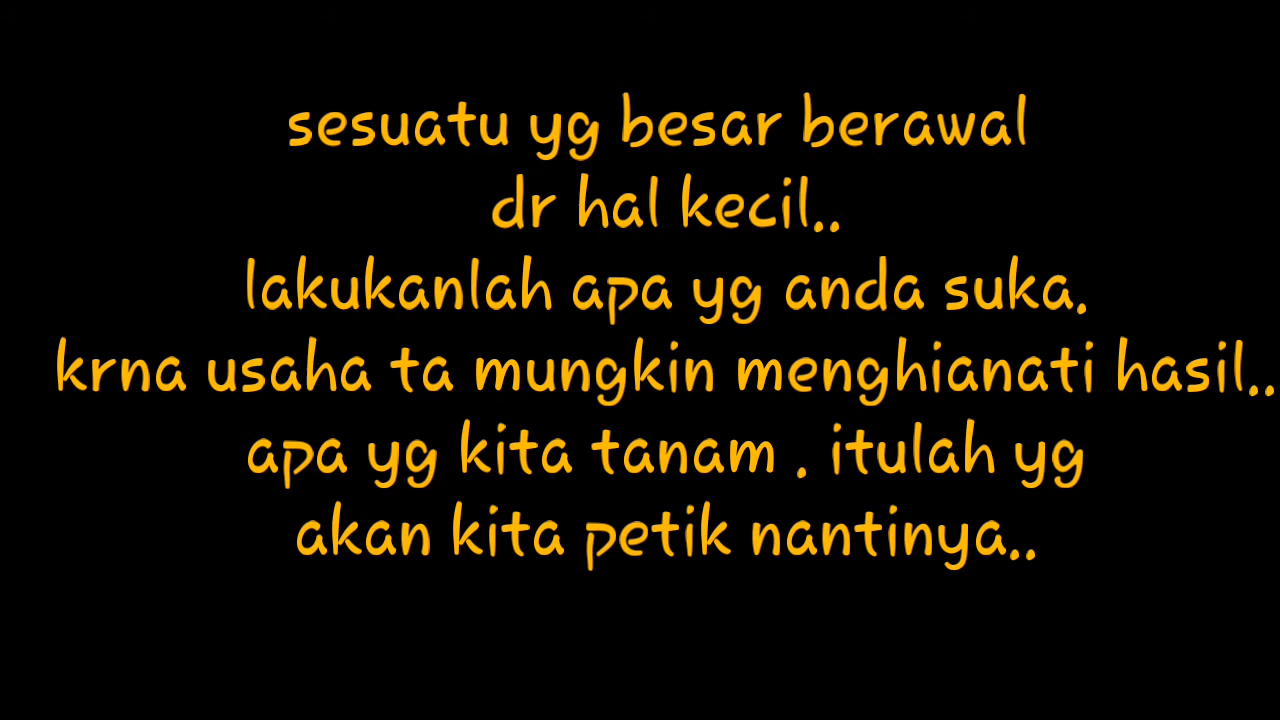 sesuatu yg besar berawal
dr hal kecil..
lakukanlah apa yg anda suka.
krna usaha ta mungkin menghianati hasil..
apa yg kita tanam . itulah yg
akan kita petik nantinya..